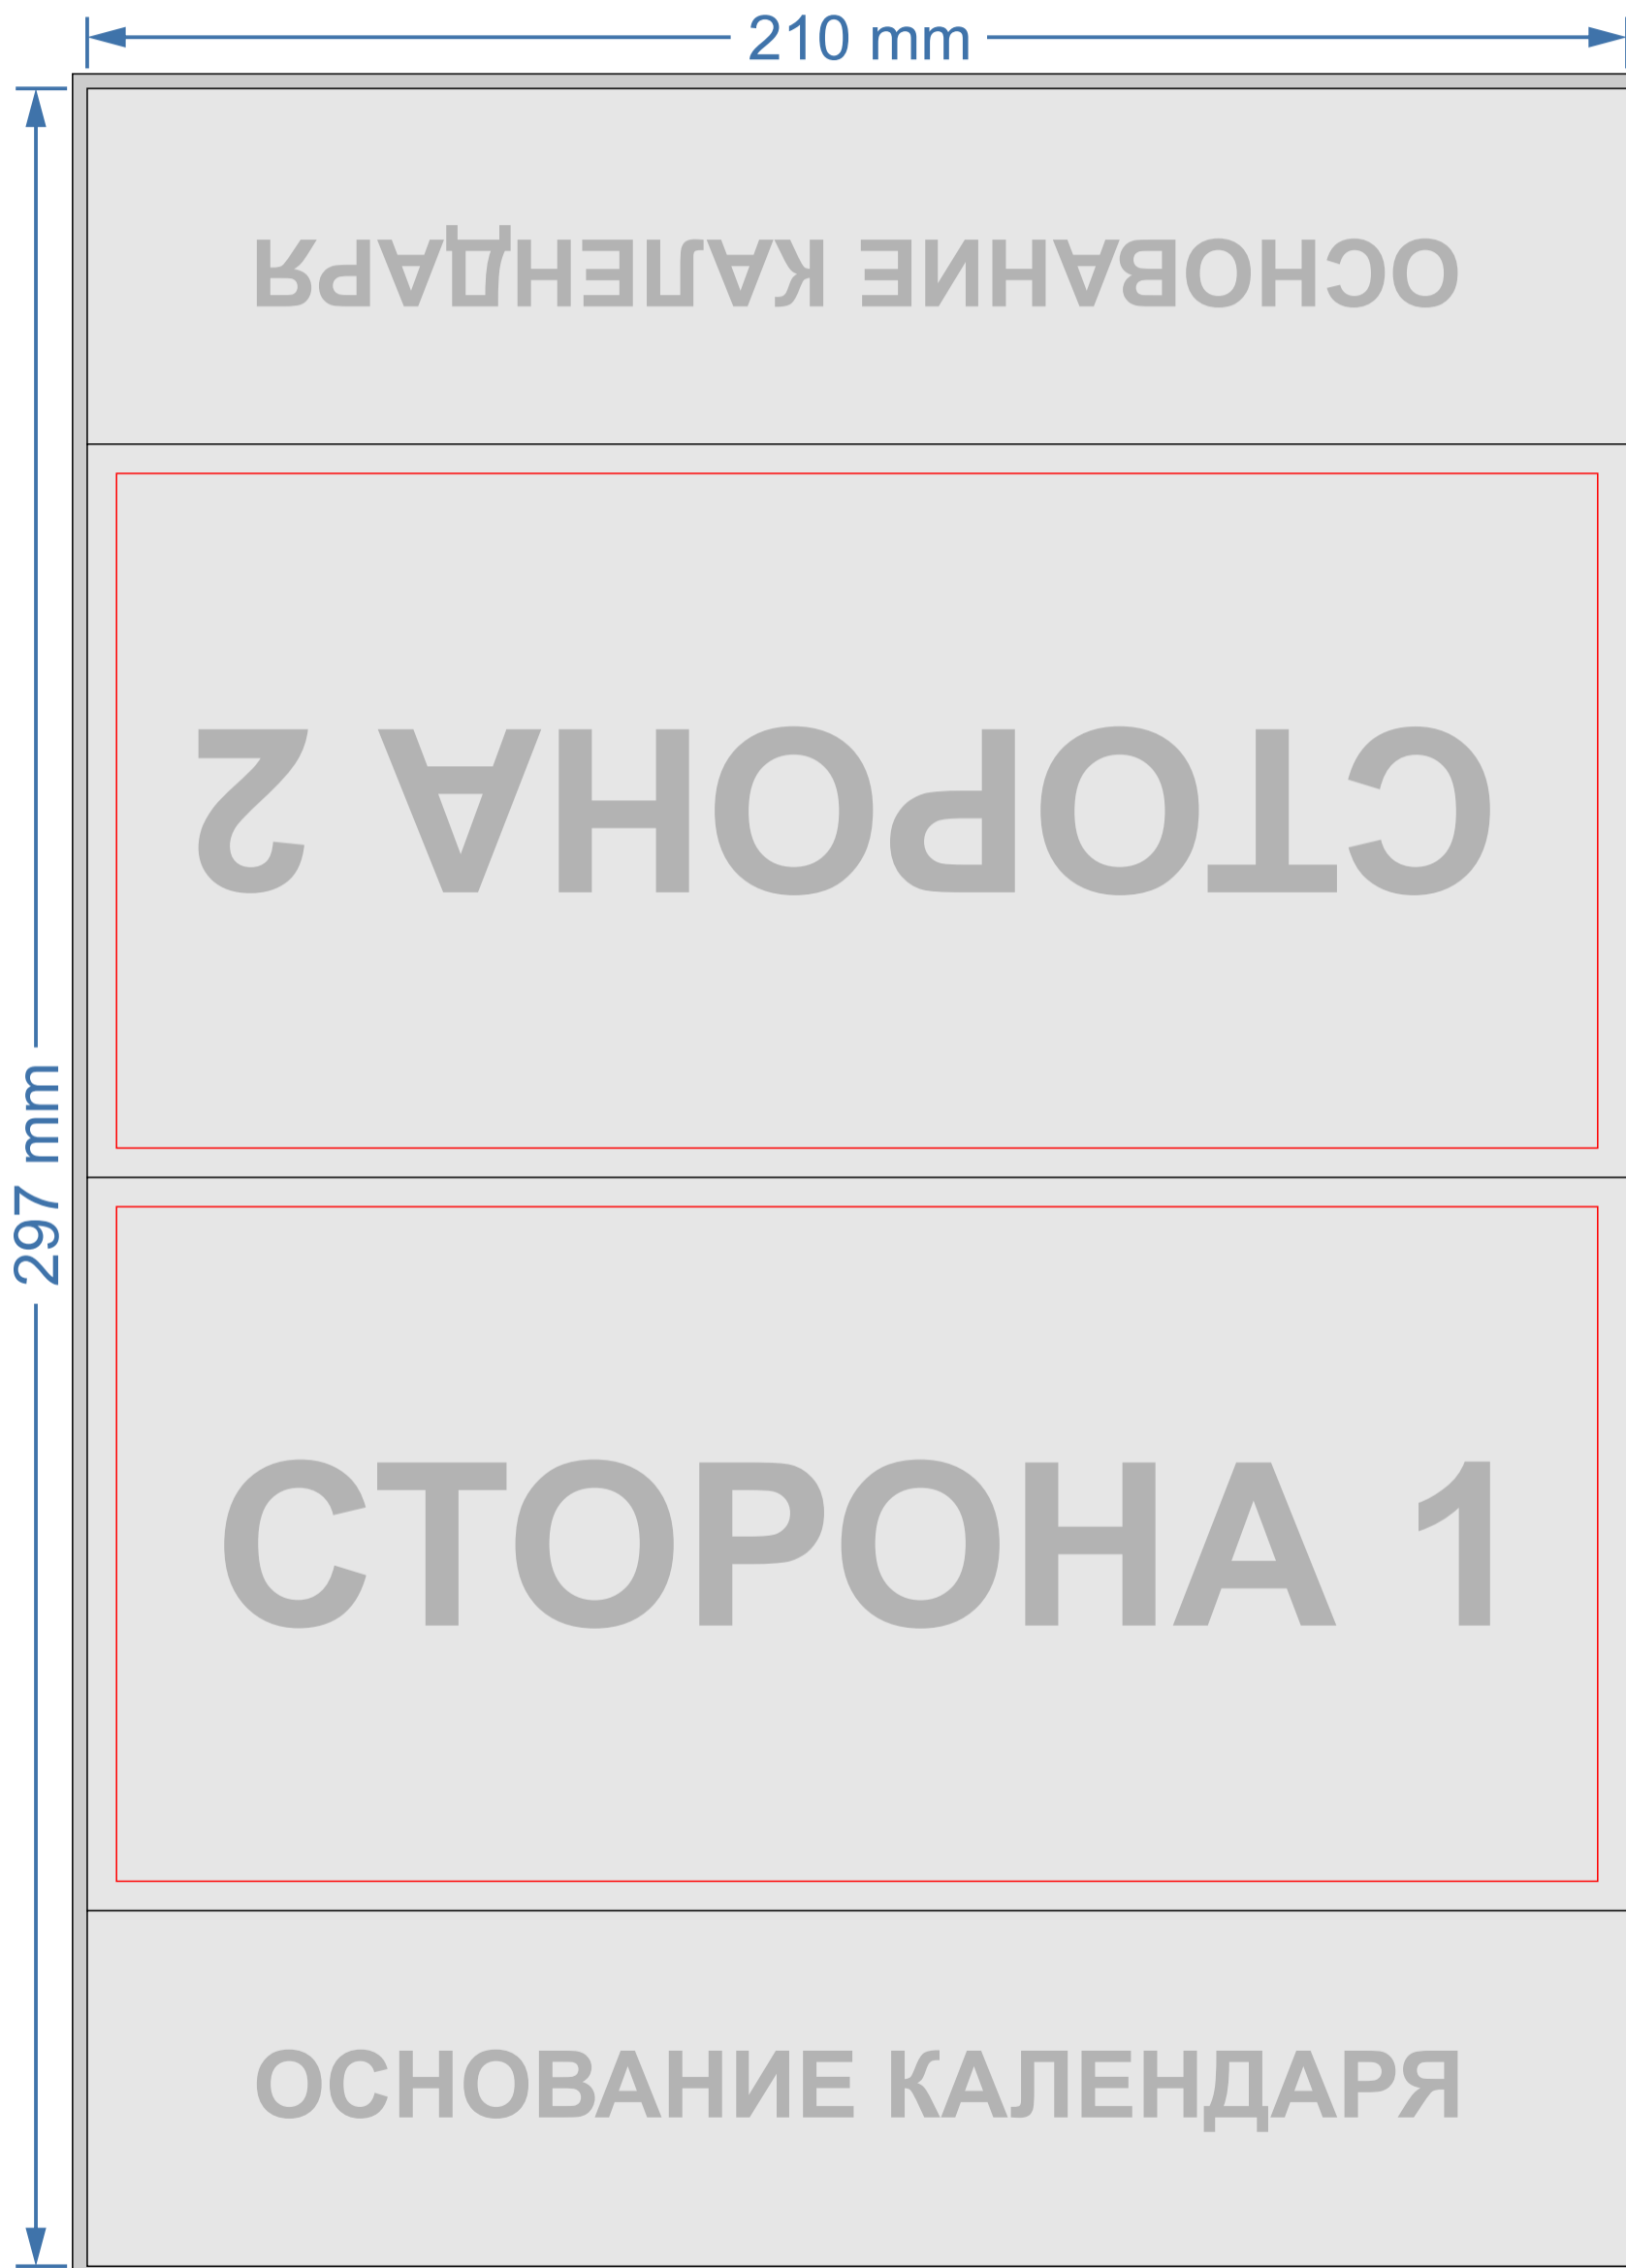 210 mm
ОСНОВАНИЕ КАЛЕНДАРЯ
СТОРОНА 2
297 mm
СТОРОНА 1
ОСНОВАНИЕ КАЛЕНДАРЯ